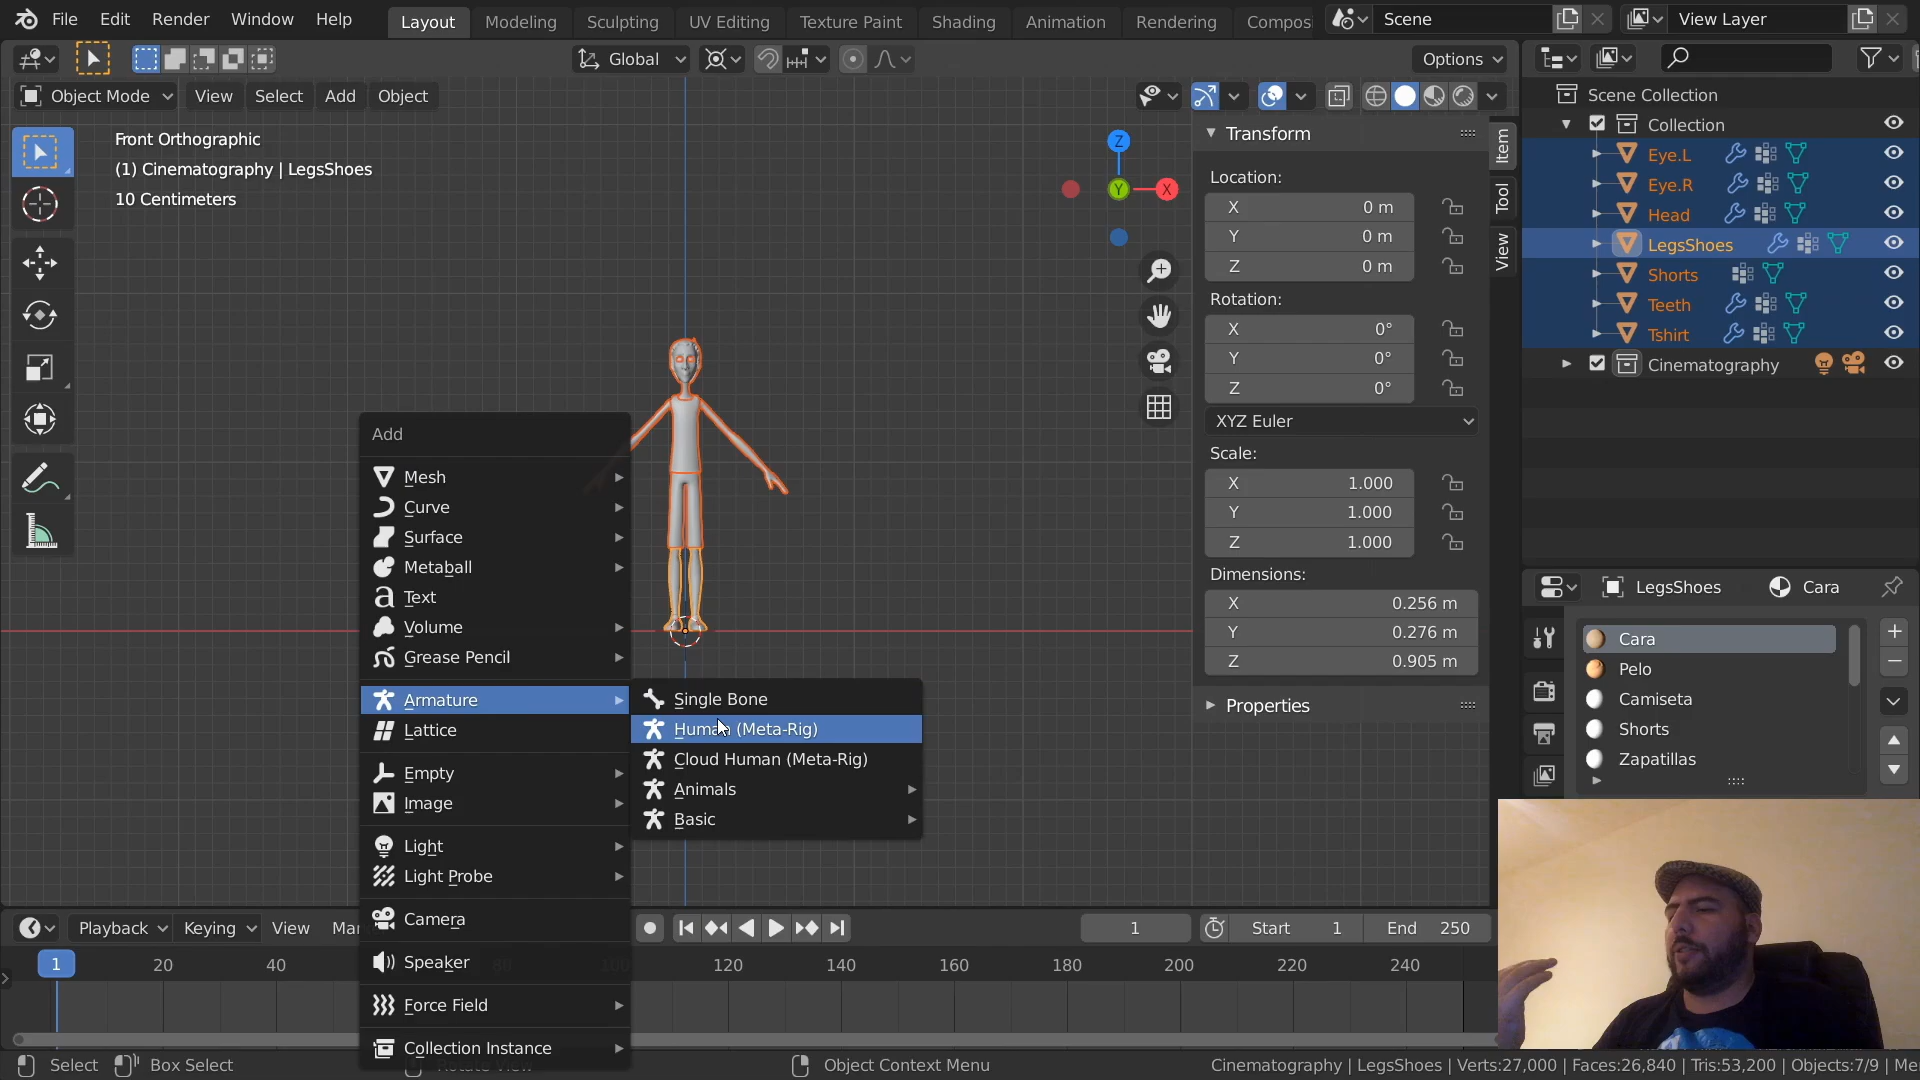 File Edit Render Window Help Layout Modeling Sculpting UV Editing Texture Paint Shading Animation Rendering Scene View Layer
Global Options
Object Mode View Select Add Object
Front Orthographic
(1) Cinematography | LegsShoes
10 Centimeters
Z
Y
X
Item
Tool
View
Transform
Location:
X 0 m
Y 0 m
Z 0 m
Rotation:
X 0°
Y 0°
Z 0°
XYZ Euler
Scale:
X 1.000
Y 1.000
Z 1.000
Dimensions:
X 0.256 m
Y 0.276 m
Z 0.905 m
Properties
Scene Collection
Collection
Eye.L
Eye.R
Head
LegsShoes
Shorts
Teeth
Tshirt
Cinematography
LegsShoes Cara
Cara
Pelo
Camiseta
Shorts
Zapatillas
Add
Mesh
Curve
Surface
Metaball
Text
Volume
Grease Pencil
Armature
Lattice
Empty
Image
Light
Light Probe
Camera
Speaker
Force Field
Collection Instance
Single Bone
Human (Meta-Rig)
Cloud Human (Meta-Rig)
Animals
Basic
Playback Keying View 1 Start 1 End 250
1 20 40 120 140 160 180 200 220 240
Select Box Select Object Context Menu Cinematography | LegsShoes | Verts:27,000 | Faces:26,840 | Tris:53,200 | Objects:7/9 |